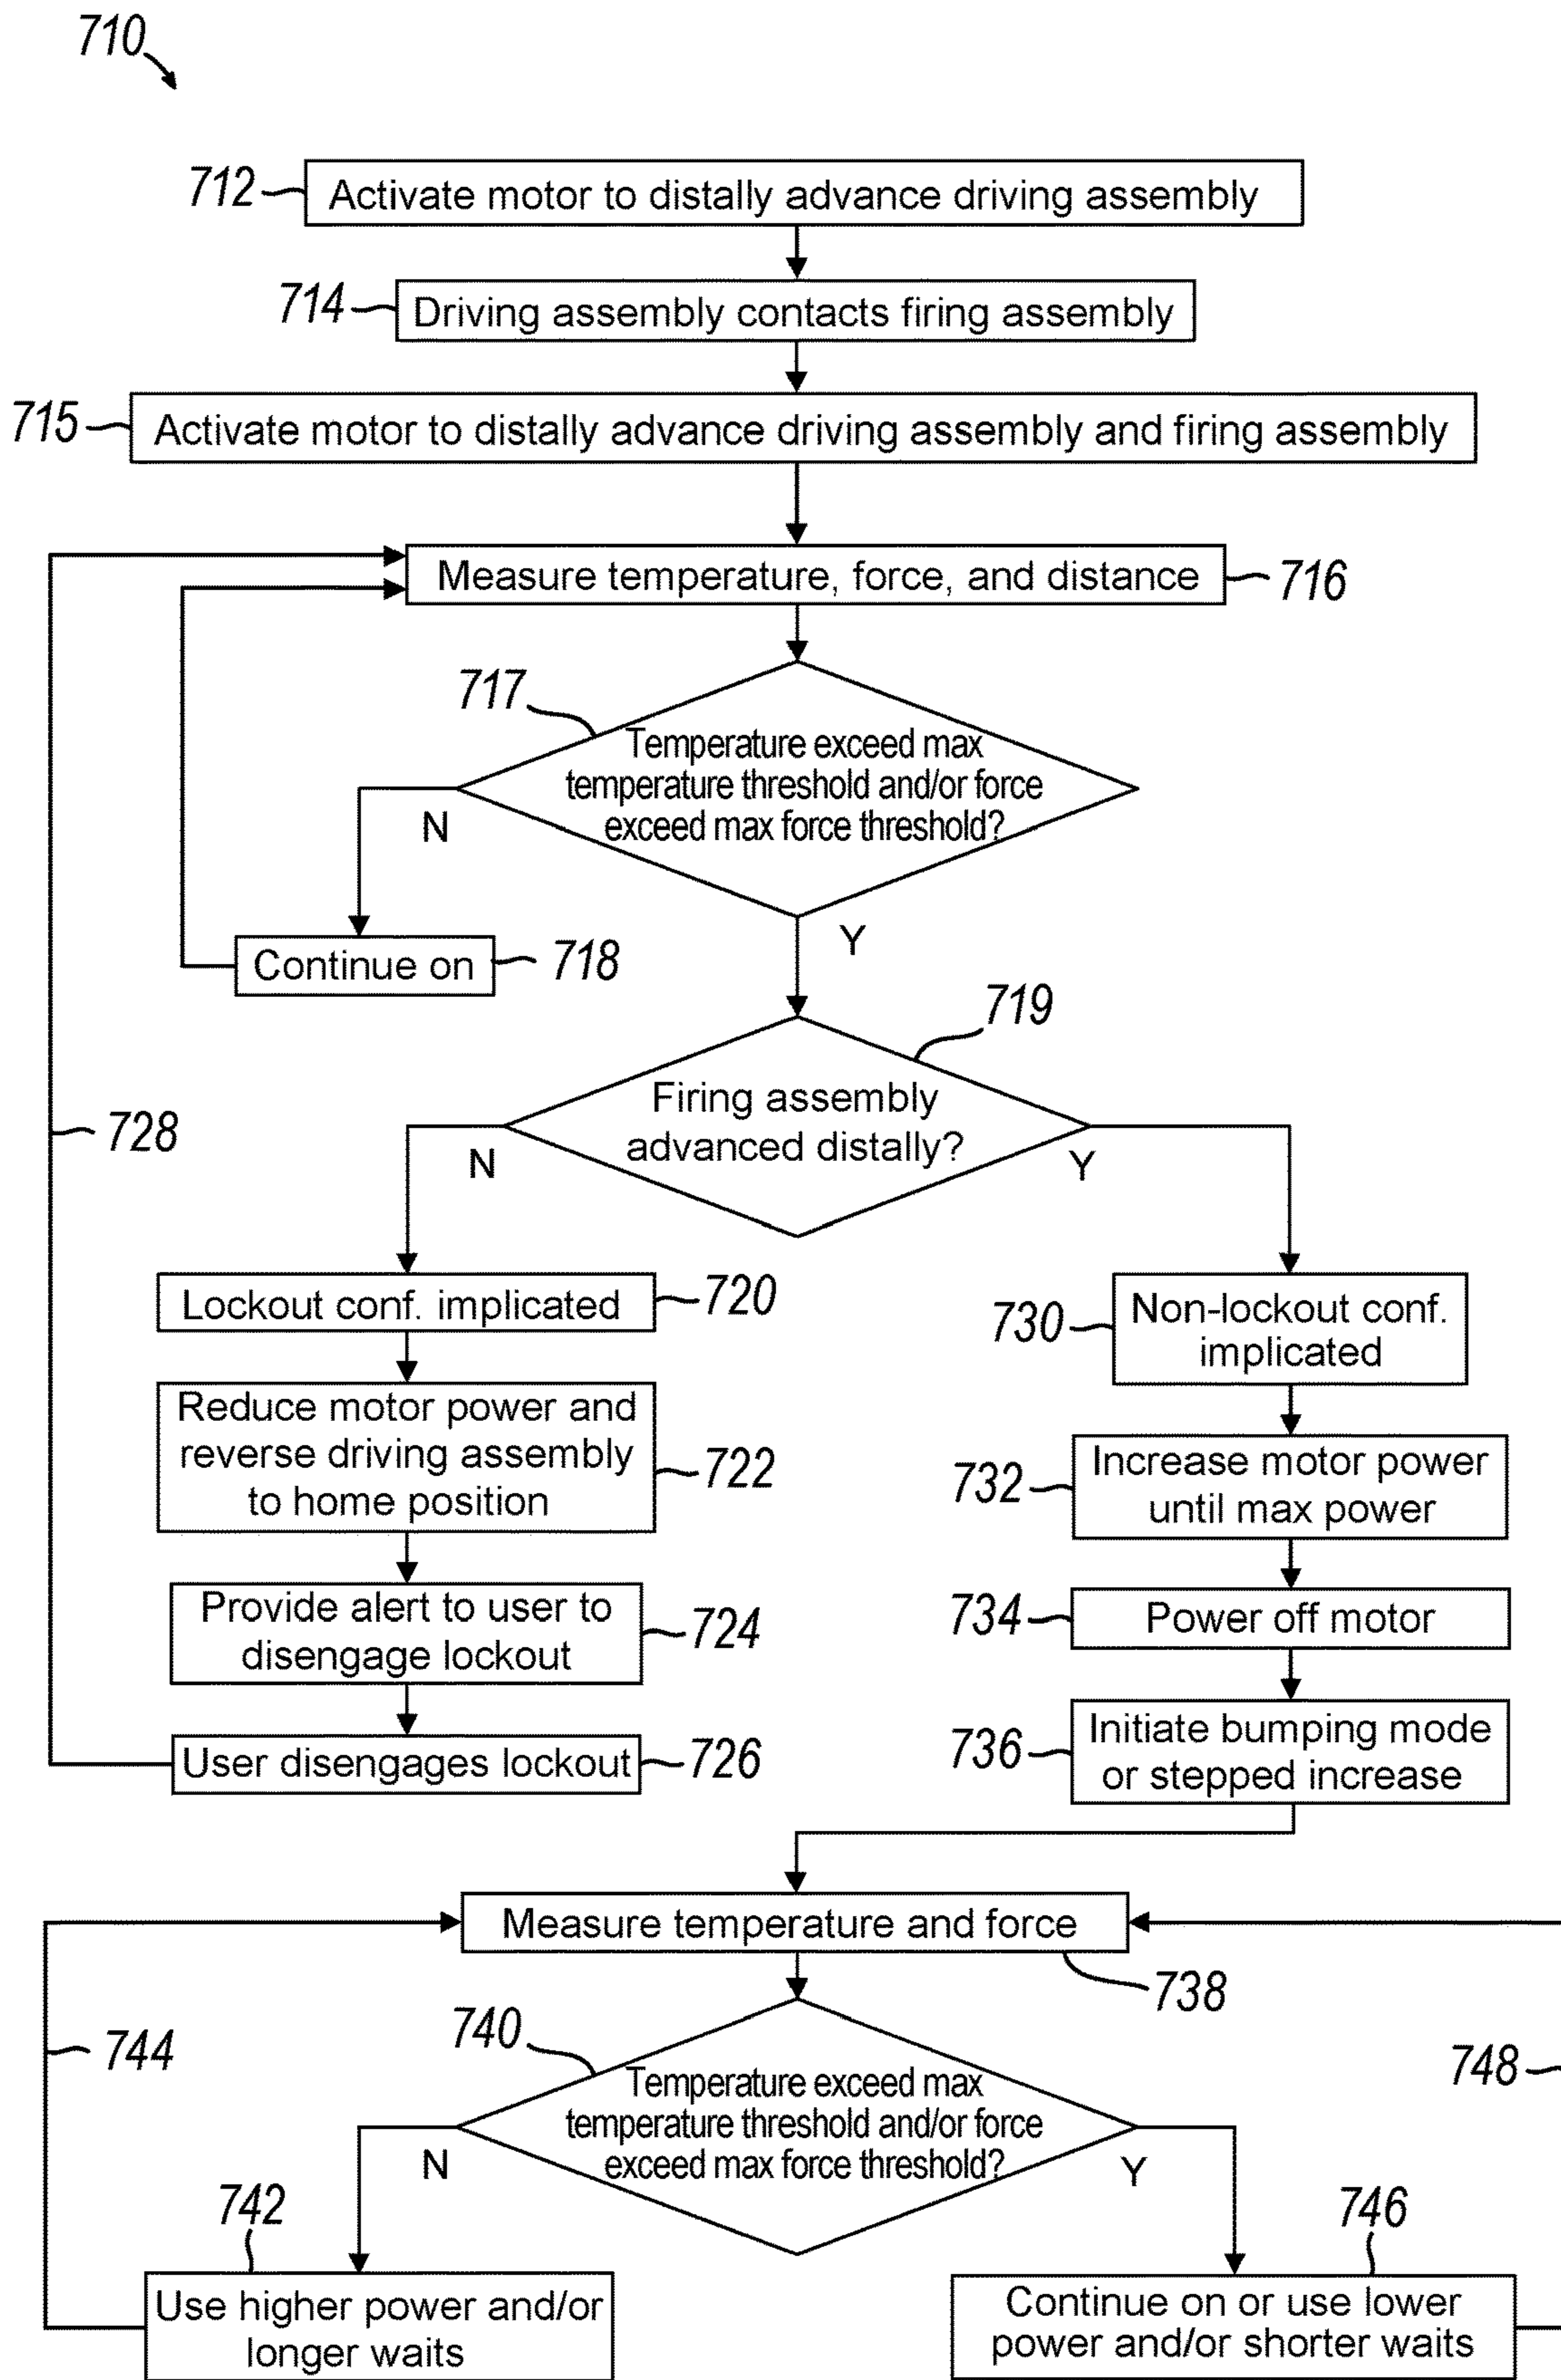 710
712
Activate motor to distally advance driving assembly
714
Driving assembly contacts firing assembly
715
Activate motor to distally advance driving assembly and firing assembly
Measure temperature, force, and distance
716
717
Temperature exceed max
temperature threshold and/or force
exceed max force threshold?
N
Y
Continue on
718
719
Firing assembly
advanced distally?
728
N
Y
Lockout conf. implicated
720
Reduce motor power and
reverse driving assembly
to home position
722
Provide alert to user to
disengage lockout
724
User disengages lockout
726
730
Non-lockout conf.
implicated
732
Increase motor power
until max power
734
Power off motor
736
Initiate bumping mode
or stepped increase
Measure temperature and force
738
740
Temperature exceed max
temperature threshold and/or force
exceed max force threshold?
744
748
N
Y
742
Use higher power and/or
longer waits
746
Continue on or use lower
power and/or shorter waits